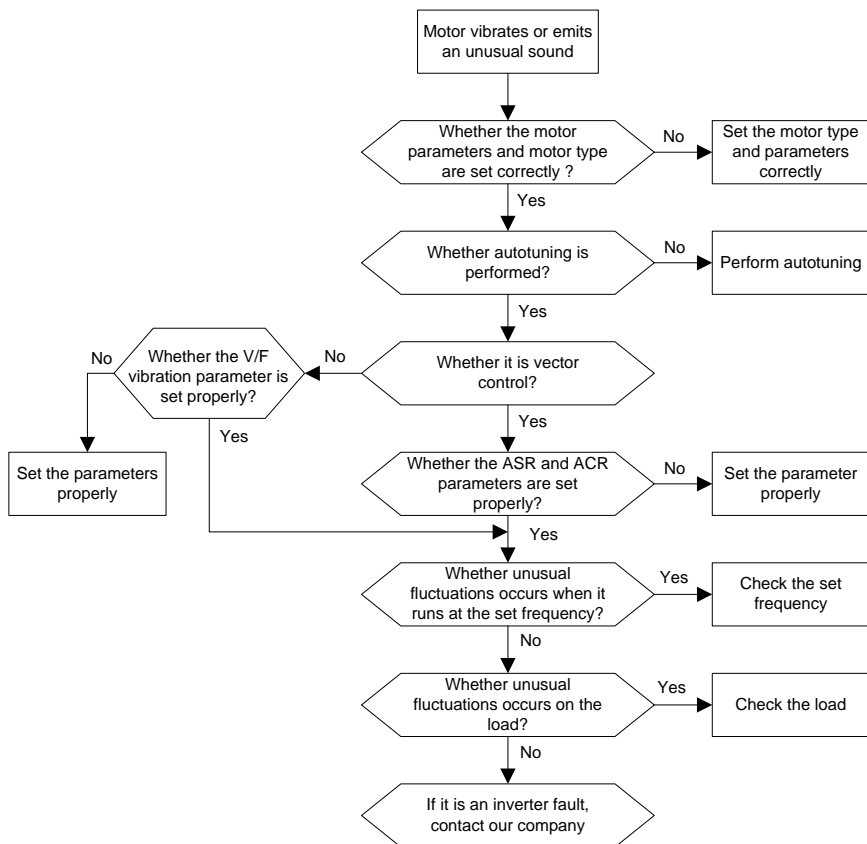 Motor vibrates or emits
an unusual sound
Whether the motor
parameters and motor type
are set correctly ?
No
Set the motor type
and parameters
correctly
Yes
Whether autotuning is
performed?
No
Perform autotuning
Yes
Whether it is vector
control?
No
Whether the V/F
vibration parameter is
set properly?
No
Set the parameters
properly
Yes
Yes
Whether the ASR and ACR
parameters are set
properly?
No
Set the parameter
properly
Yes
Whether unusual
fluctuations occurs when it
runs at the set frequency?
Yes
Check the set
frequency
No
Whether unusual
fluctuations occurs on the
load?
Yes
Check the load
No
If it is an inverter fault,
contact our company